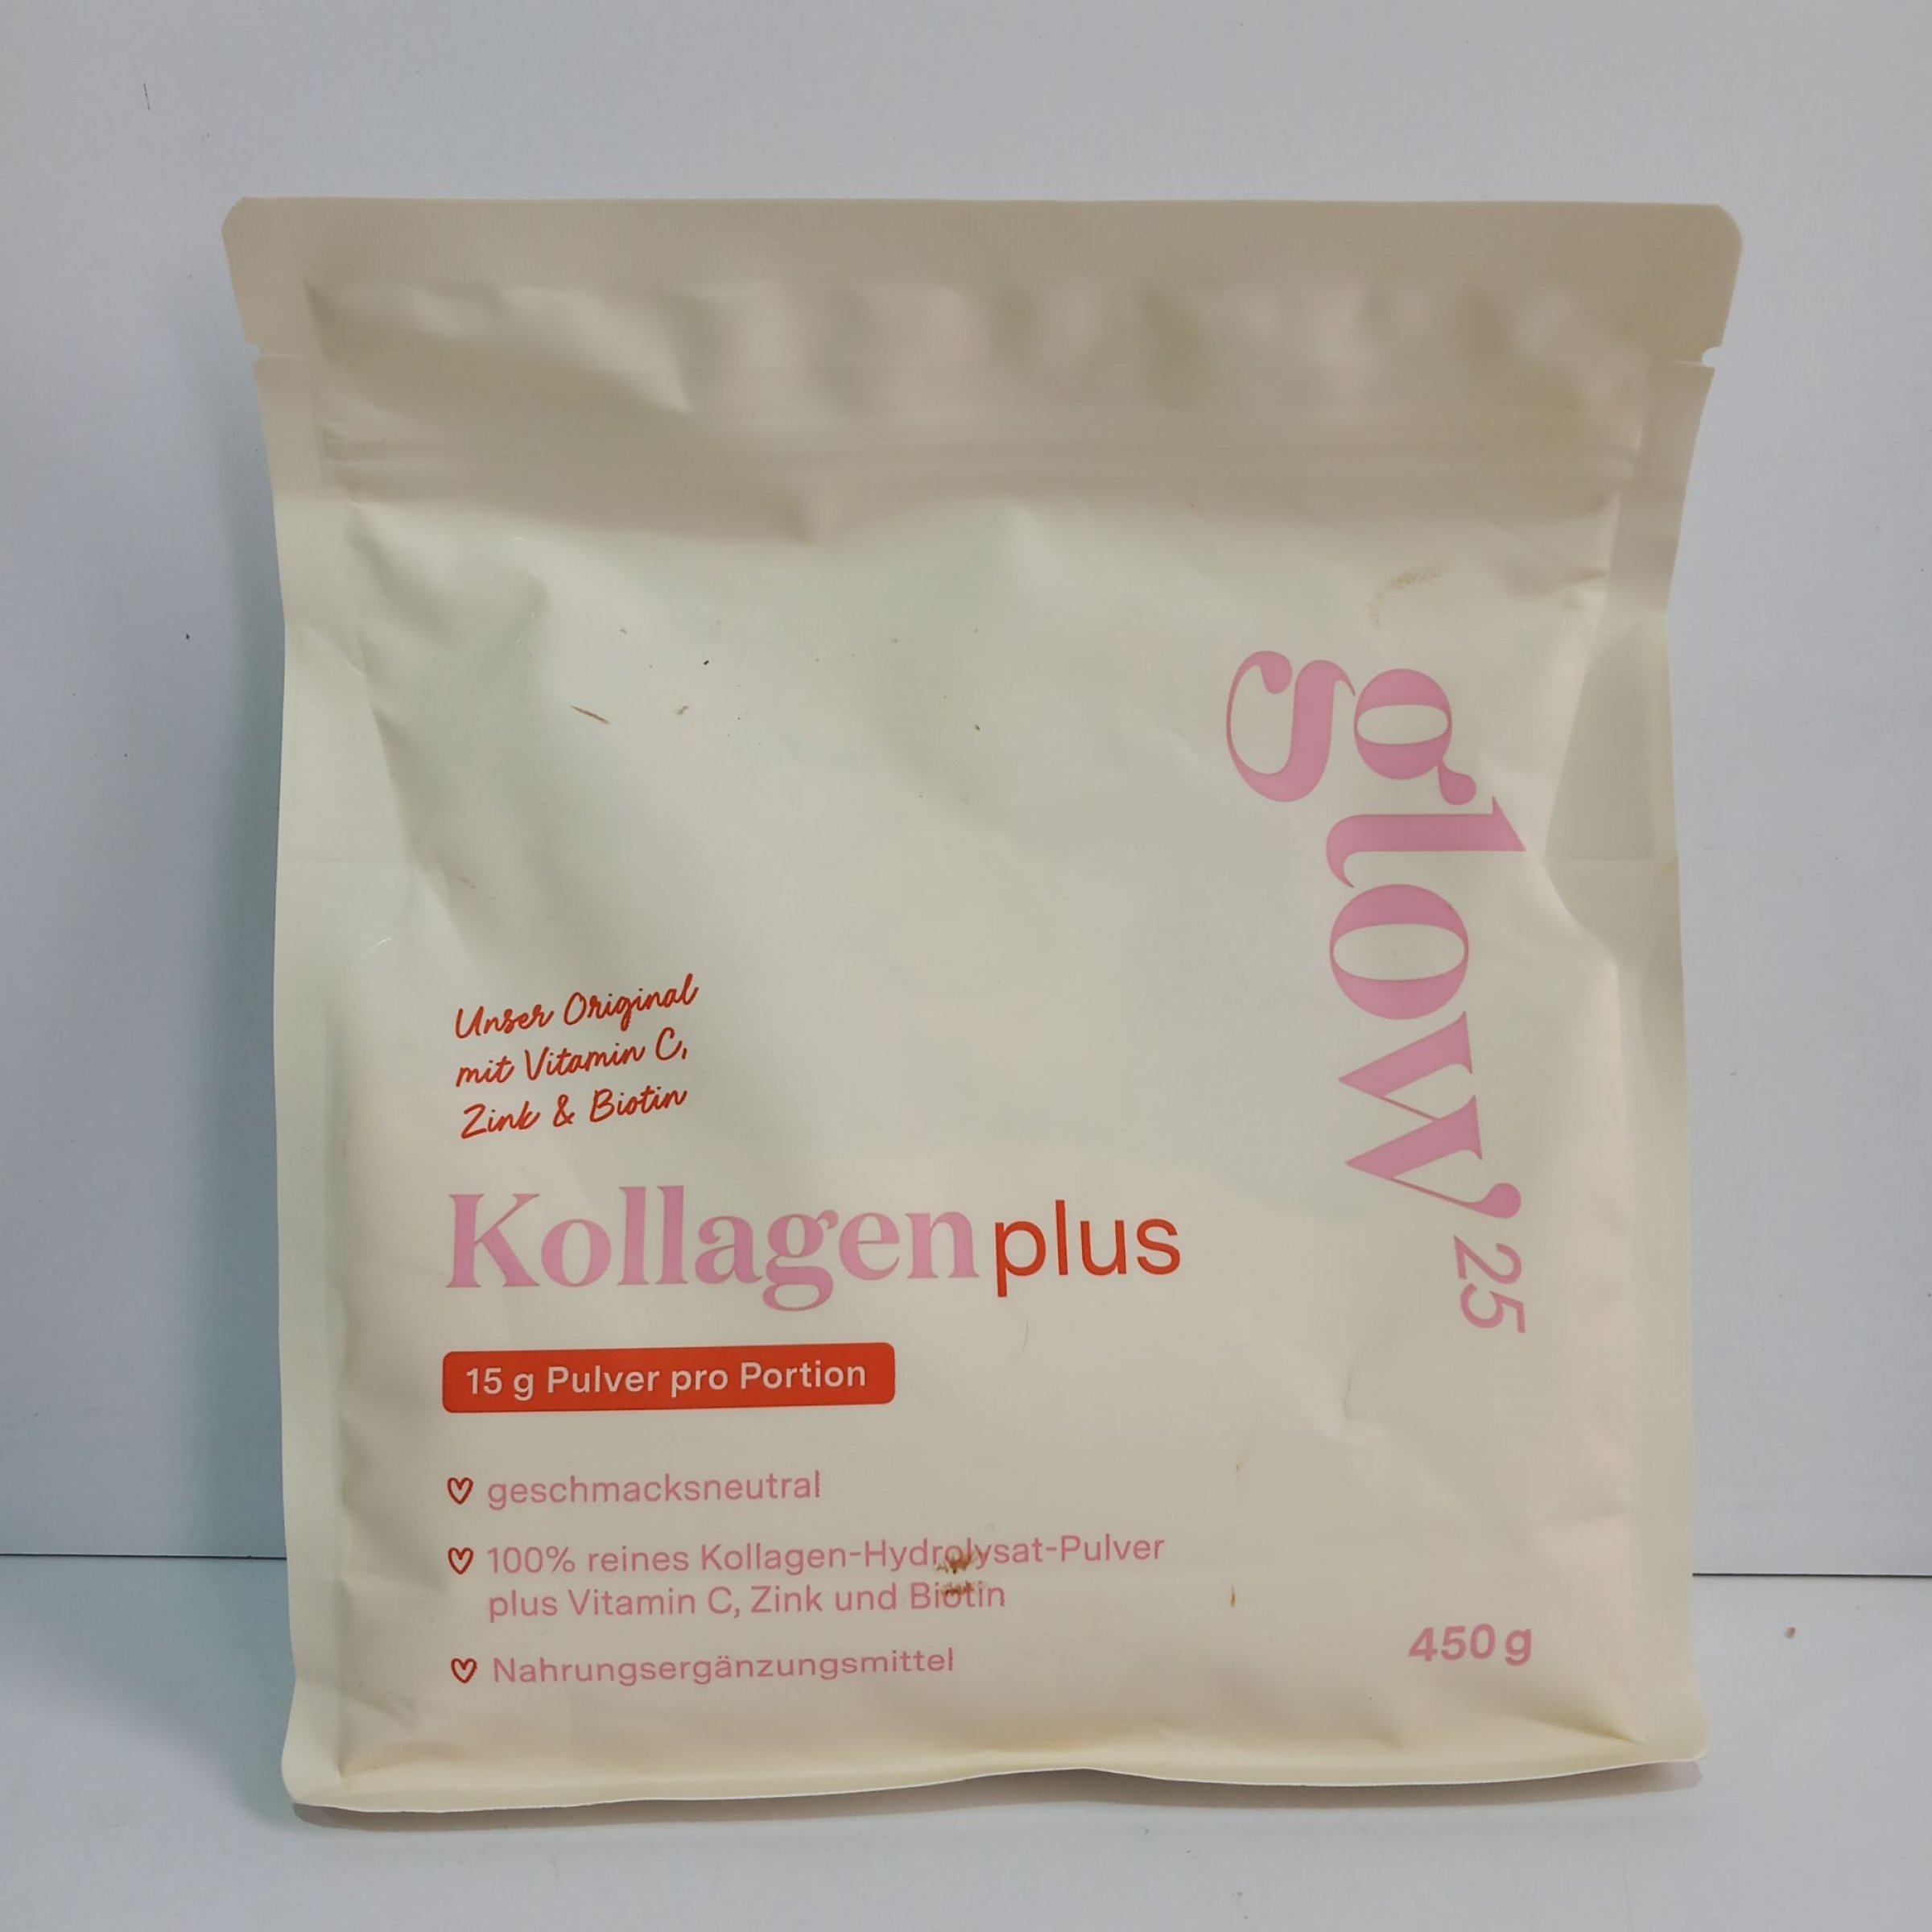 glow25
Unser Original
mit Vitamin C,
Zink & Biotin
Kollagen plus
15 g Pulver pro Portion
geschmacksneutral
100% reines Kollagen-Hydrolysat-Pulver
plus Vitamin C, Zink und Biotin
Nahrungsergänzungsmittel
450 g